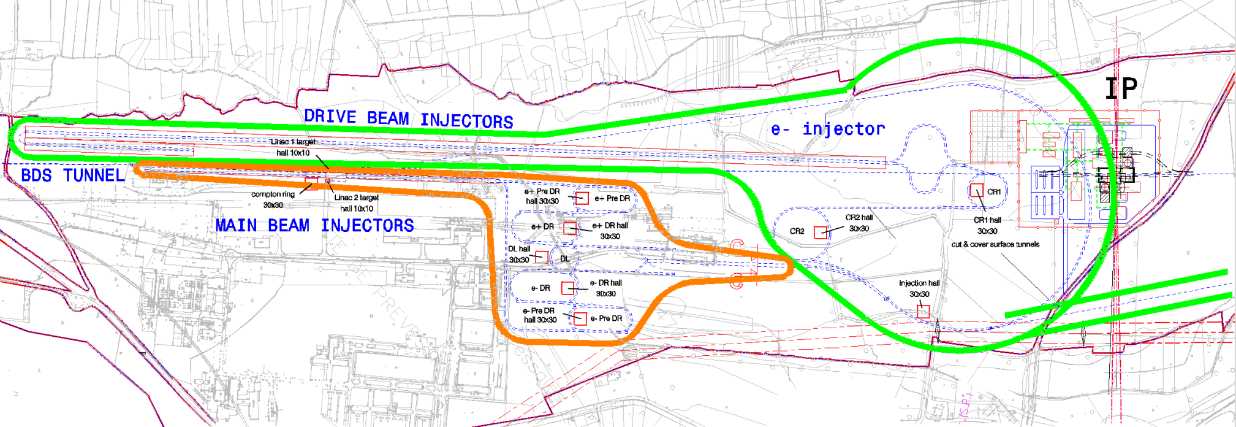 IP
DRIVE BEAM INJECTORS
e- injector
Linac 1 target
hall 10x10
BDS TUNNEL
compton ring
30x30
Linac 2 target
hall 10x10
MAIN BEAM INJECTORS
e+ Pre DR
hall 30x30
e+ Pre DR
e+ DR
e+ DR hall
30x30
DL hall
30x30
DL
e- DR
e- DR hall
30x30
e- Pre DR
hall 30x30
e- Pre DR
CR2
CR2 hall
30x30
CR1
CR1 hall
30x30
cut & cover surface tunnels
Injection hall
30x30